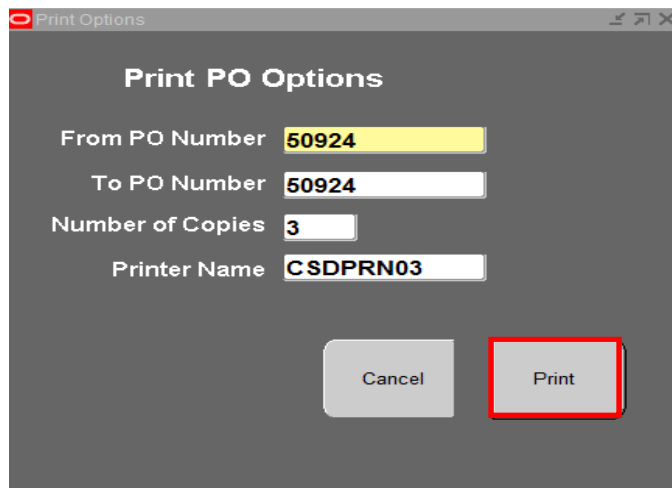 Print Options
Print PO Options
From PO Number 50924
To PO Number 50924
Number of Copies 3
Printer Name CSDPRN03
Cancel Print